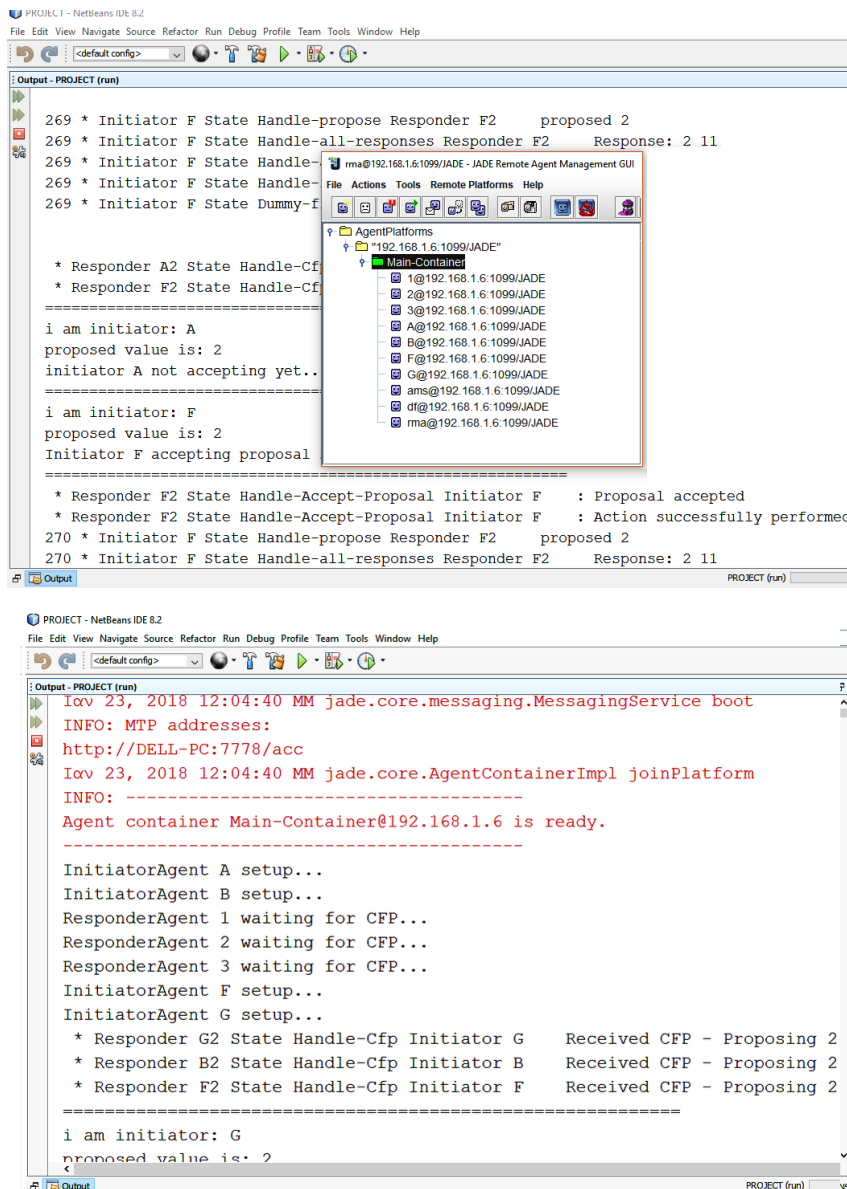 PROJECT - NetBeans IDE 8.2
File Edit View Navigate Source Refactor Run Debug Profile Team Tools Window Help
<default config>
Output - PROJECT (run)
269 * Initiator F State Handle-propose Responder F2 proposed 2
269 * Initiator F State Handle-all-responses Responder F2 Response: 2 11
269 * Initiator F State Handle-
269 * Initiator F State Handle-
269 * Initiator F State Dummy-f
* Responder A2 State Handle-Cf
* Responder F2 State Handle-Cf
============================
i am initiator: A
proposed value is: 2
initiator A not accepting yet..
============================
i am initiator: F
proposed value is: 2
Initiator F accepting proposal
==========================================================
* Responder F2 State Handle-Accept-Proposal Initiator F : Proposal accepted
* Responder F2 State Handle-Accept-Proposal Initiator F : Action successfully performed
270 * Initiator F State Handle-propose Responder F2 proposed 2
270 * Initiator F State Handle-all-responses Responder F2 Response: 2 11
Output
PROJECT (run)
rma@192.168.1.6:1099/JADE - JADE Remote Agent Management GUI
File Actions Tools Remote Platforms Help
AgentPlatforms
"192.168.1.6:1099/JADE"
Main-Container
1@192.168.1.6:1099/JADE
2@192.168.1.6:1099/JADE
3@192.168.1.6:1099/JADE
A@192.168.1.6:1099/JADE
B@192.168.1.6:1099/JADE
F@192.168.1.6:1099/JADE
G@192.168.1.6:1099/JADE
ams@192.168.1.6:1099/JADE
df@192.168.1.6:1099/JADE
rma@192.168.1.6:1099/JADE
PROJECT - NetBeans IDE 8.2
File Edit View Navigate Source Refactor Run Debug Profile Team Tools Window Help
<default config>
Output - PROJECT (run)
Ιαν 23, 2018 12:04:40 MM jade.core.messaging.MessagingService boot
INFO: MTP addresses:
http://DELL-PC:7778/acc
Ιαν 23, 2018 12:04:40 MM jade.core.AgentContainerImpl joinPlatform
INFO: --------------------------------------
Agent container Main-Container@192.168.1.6 is ready.
--------------------------------------------
InitiatorAgent A setup...
InitiatorAgent B setup...
ResponderAgent 1 waiting for CFP...
ResponderAgent 2 waiting for CFP...
ResponderAgent 3 waiting for CFP...
InitiatorAgent F setup...
InitiatorAgent G setup...
* Responder G2 State Handle-Cfp Initiator G Received CFP - Proposing 2
* Responder B2 State Handle-Cfp Initiator B Received CFP - Proposing 2
* Responder F2 State Handle-Cfp Initiator F Received CFP - Proposing 2
==========================================================
i am initiator: G
proposed value is: 2
Output
PROJECT (run)